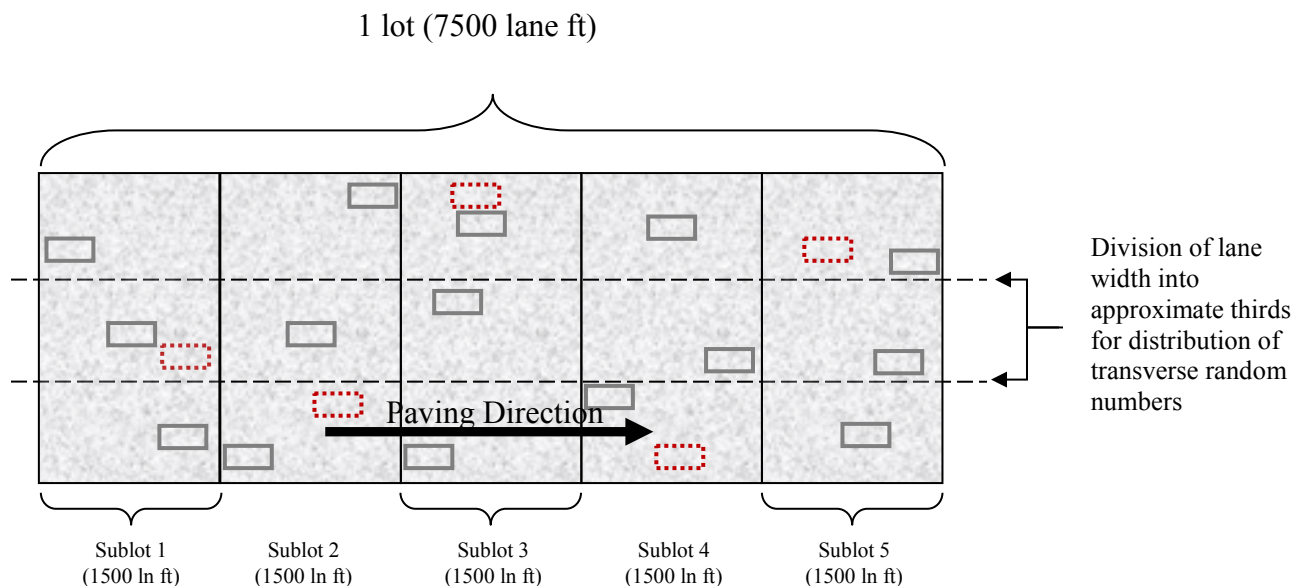 1 lot (7500 lane ft)
Division of lane
width into
approximate thirds
for distribution of
transverse random
numbers
Paving Direction
Sublot 1
(1500 ln ft)
Sublot 2
(1500 ln ft)
Sublot 3
(1500 ln ft)
Sublot 4
(1500 ln ft)
Sublot 5
(1500 ln ft)